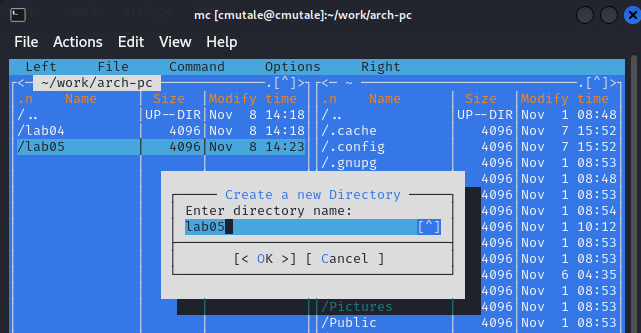 mc [cmutale@cmutale]:~/work/arch-pc
File Actions Edit View Help
Left File Command Options Right
<— ~/work/arch-pc .[^]> <— ~ .[^]>
.n Name Size Modify time .n Name Size Modify time
/.. UP--DIR Nov 8 14:18 /.. UP--DIR Nov 1 08:48
/lab04 4096 Nov 8 14:18 /.cache 4096 Nov 7 15:52
/lab05 4096 Nov 8 14:23 /.config 4096 Nov 7 15:52
/.gnupg 4096 Nov 1 08:53
4096 Nov 1 08:48
Create a new Directory 4096 Nov 1 08:53
Enter directory name: 4096 Nov 1 08:54
lab05 [^] 4096 Nov 1 10:12
4096 Nov 1 08:53
[< OK >] [ Cancel ] 4096 Nov 1 08:53
4096 Nov 6 04:35
/Pictures 4096 Nov 1 08:53
/Public 4096 Nov 1 08:53